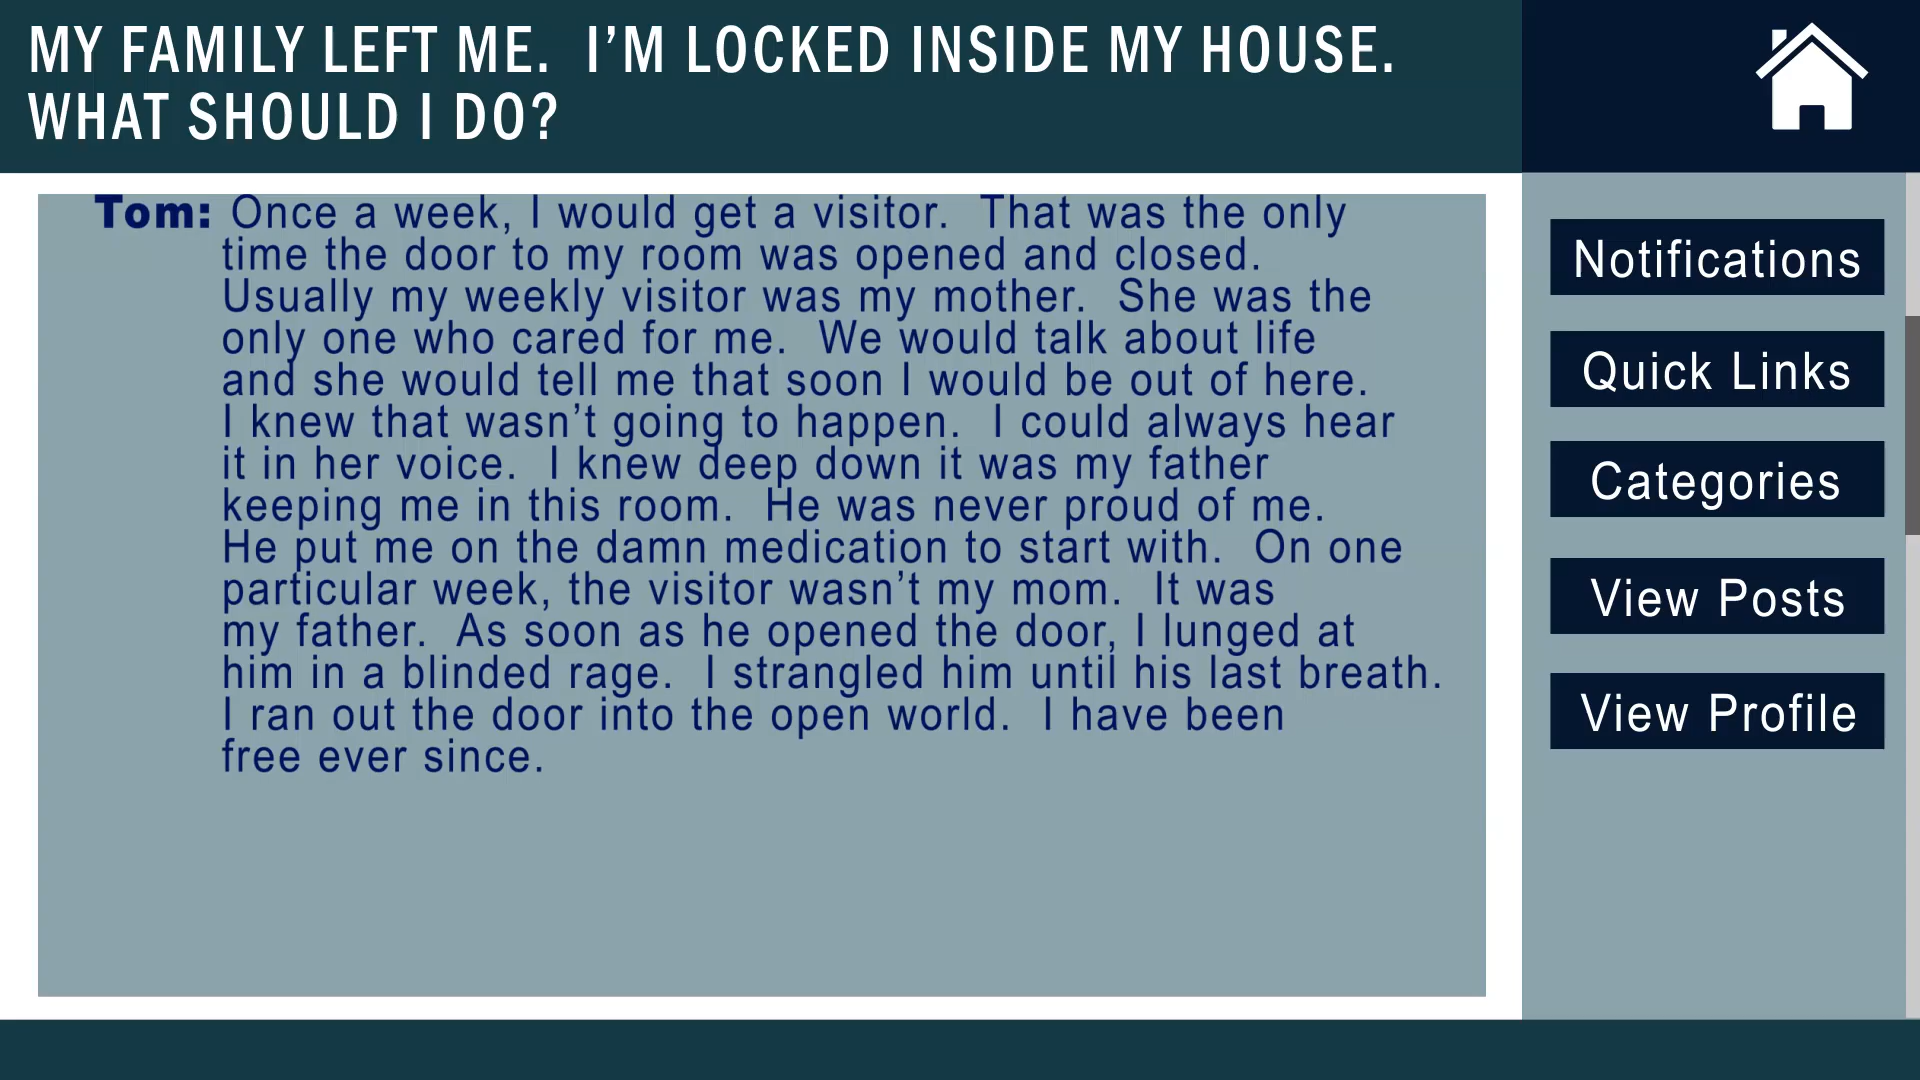 MY FAMILY LEFT ME.  I’M LOCKED INSIDE MY HOUSE.
WHAT SHOULD I DO?
Tom: Once a week, I would get a visitor.  That was the only
time the door to my room was opened and closed.
Usually my weekly visitor was my mother.  She was the
only one who cared for me.  We would talk about life
and she would tell me that soon I would be out of here.
I knew that wasn’t going to happen.  I could always hear
it in her voice.  I knew deep down it was my father
keeping me in this room.  He was never proud of me.
He put me on the damn medication to start with.  On one
particular week, the visitor wasn’t my mom.  It was
my father.  As soon as he opened the door, I lunged at
him in a blinded rage.  I strangled him until his last breath.
I ran out the door into the open world.  I have been
free ever since.
Notifications
Quick Links
Categories
View Posts
View Profile